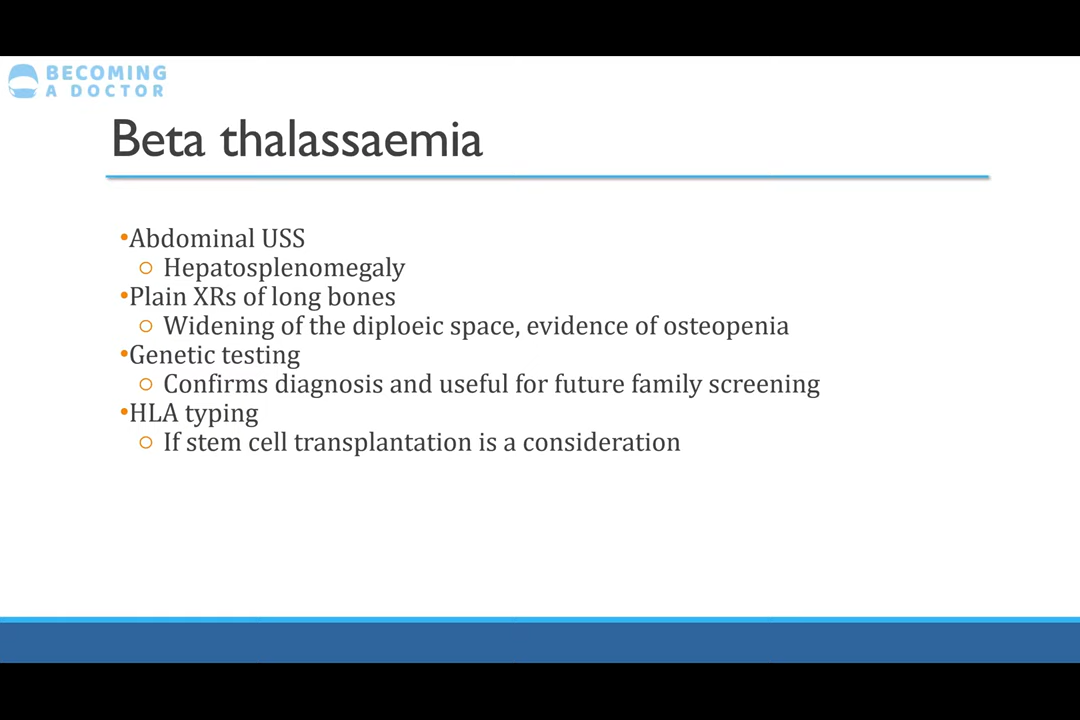 BECOMING
A DOCTOR
Beta thalassaemia
•Abdominal USS
○ Hepatosplenomegaly
•Plain XRs of long bones
○ Widening of the diploeic space, evidence of osteopenia
•Genetic testing
○ Confirms diagnosis and useful for future family screening
•HLA typing
○ If stem cell transplantation is a consideration